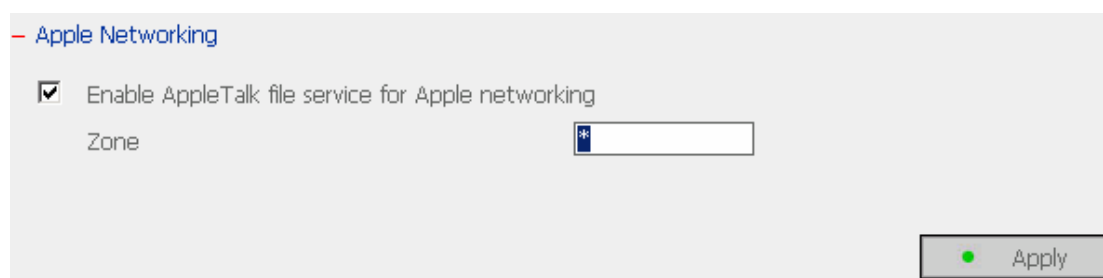 – Apple Networking
Enable AppleTalk file service for Apple networking
Zone *
Apply